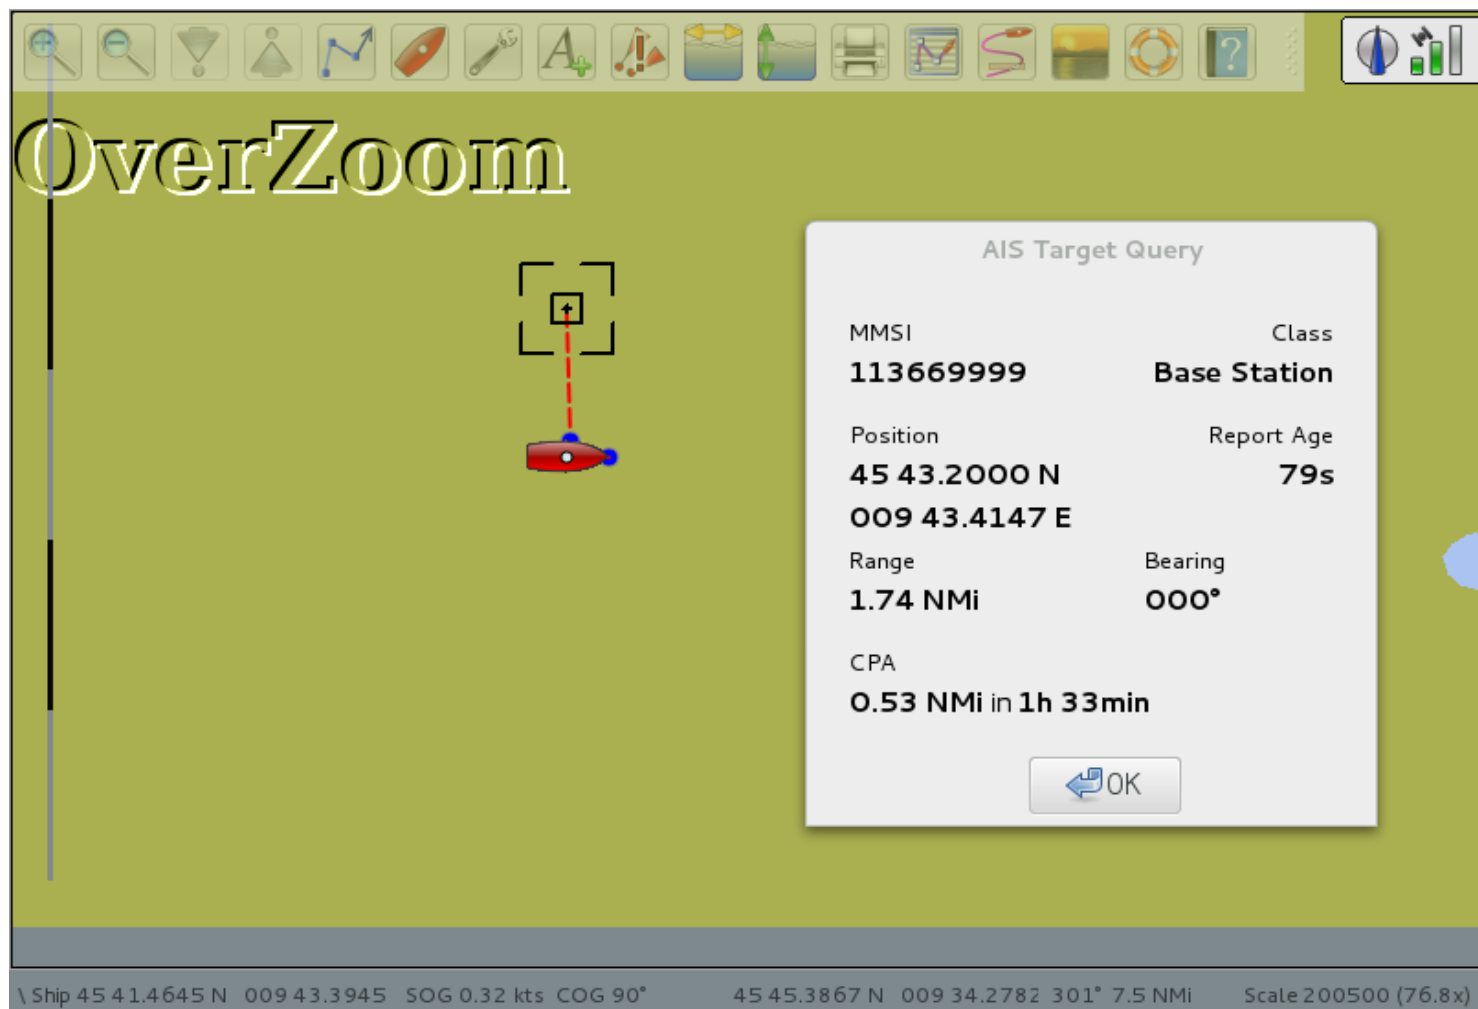 OverZoom
AIS Target Query
MMSI Class
113669999 Base Station
Position Report Age
45 43.2000 N 79s
009 43.4147 E
Range Bearing
1.74 NMi 000°
CPA
0.53 NMi in 1h 33min
OK
\ Ship 45 41.4645 N 009 43.3945 SOG 0.32 kts COG 90° 45 45.3867 N 009 34.2782 301° 7.5 NMi Scale 200500 (76.8x)